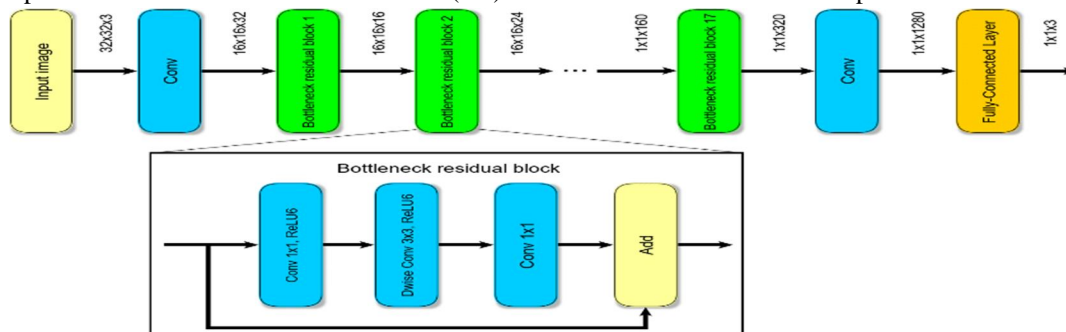 Input image
32x32x3
Conv
16x16x32
Bottleneck residual block 1
16x16x16
Bottleneck residual block 2
16x16x24
...
1x1x160
Bottleneck residual block 17
1x1x320
Conv
1x1x1280
Fully-Connected Layer
1x1x3
Bottleneck residual block
Conv 1x1, ReLU6
Dwise Conv 3x3, ReLU6
Conv 1x1
Add